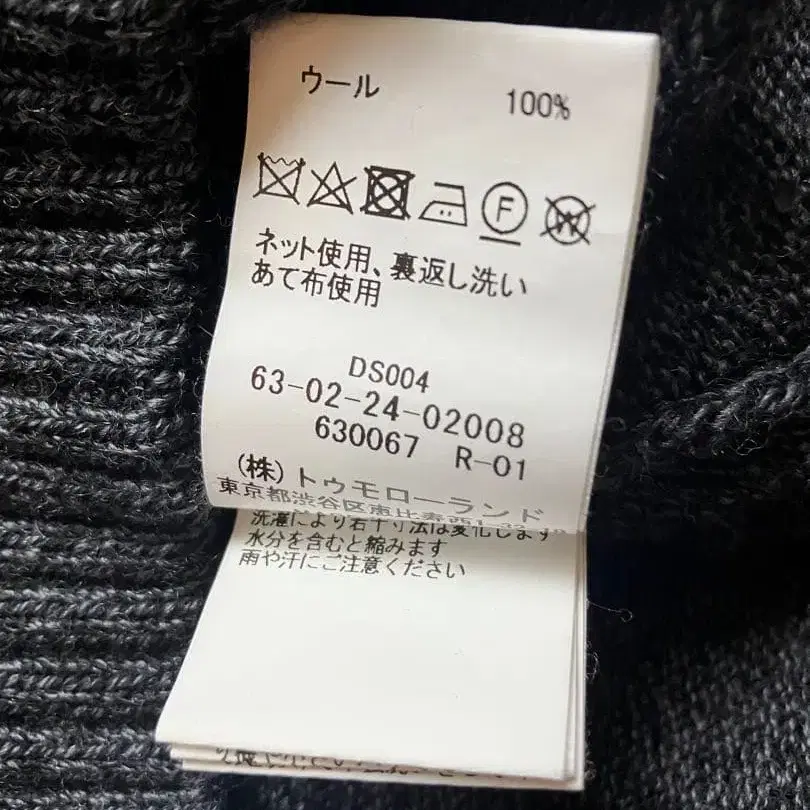 ウール 100%
F W
ネット使用、裏返し洗い
あて布使用
DS004
63-02-24-02008
630067 R-01
(株)トゥモローランド
東京都渋谷区恵比寿西1-
洗濯により若干寸法は変化します
水分を含むと縮みます
雨や汗にご注意ください